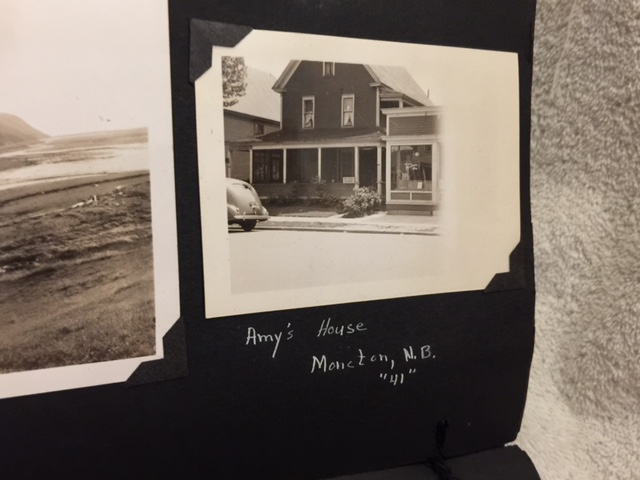 Amy's House
Moncton, N.B.
"41"